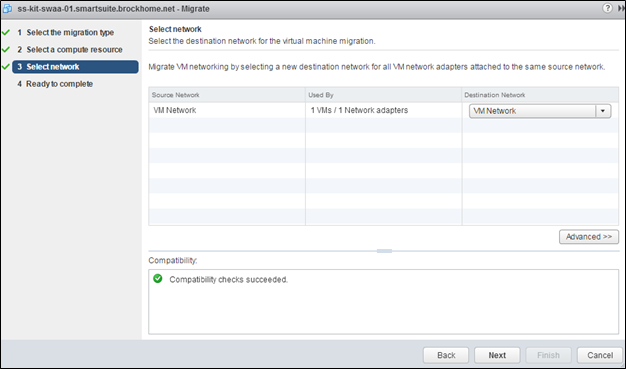 ss-kit-swaa-01.smartsuite.brockhome.net - Migrate
1 Select the migration type
2 Select a compute resource
3 Select network
4 Ready to complete
Select network
Select the destination network for the virtual machine migration.
Migrate VM networking by selecting a new destination network for all VM network adapters attached to the same source network.
Source Network Used By Destination Network
VM Network 1 VMs / 1 Network adapters VM Network
Advanced >>
Compatibility:
Compatibility checks succeeded.
Back Next Finish Cancel